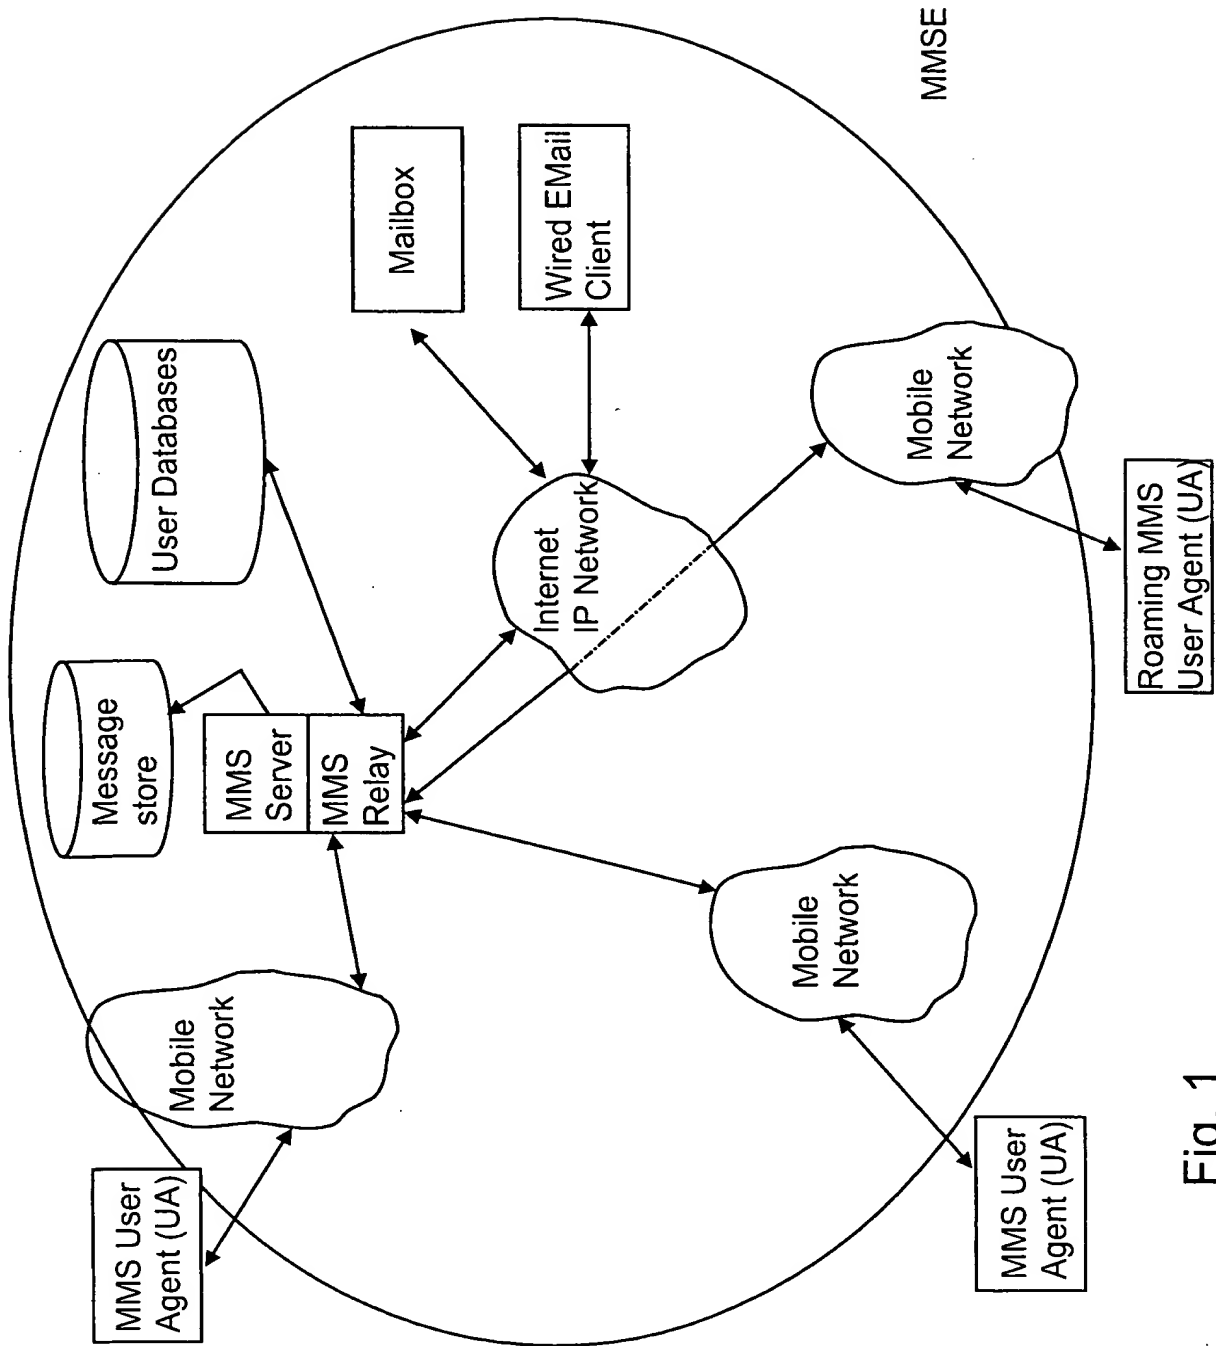 MMS User
Agent (UA)
Mobile
Network
Message
store
User Databases
MMS
Server
MMS
Relay
Mailbox
Internet
IP Network
Wired EMail
Client
Mobile
Network
Mobile
Network
MMSE
MMS User
Agent (UA)
Roaming MMS
User Agent (UA)
Fig. 1